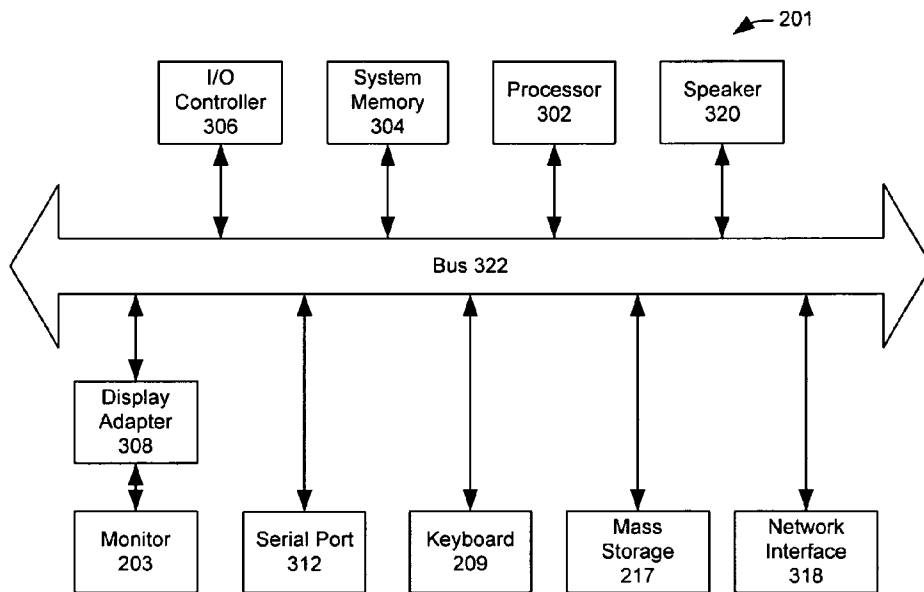 201
I/O
Controller
306
System
Memory
304
Processor
302
Speaker
320
Bus 322
Display
Adapter
308
Monitor
203
Serial Port
312
Keyboard
209
Mass
Storage
217
Network
Interface
318